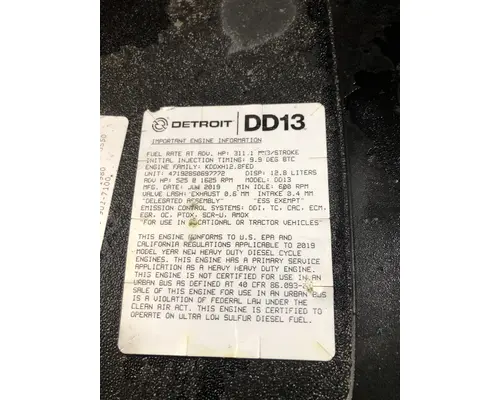 DETROIT DD13
IMPORTANT ENGINE INFORMATION
FUEL RATE AT ADV. HP: 311.1 MM3/STROKE
INITIAL INJECTION TIMING: 9.9 DEG BTC
ENGINE FAMILY: KDDXH12.8FED
UNIT: 471928S0697772 DISP: 12.8 LITERS
ADV HP: 525 @ 1625 RPM MODEL: DD13
MFG. DATE: JUN 2019 MIN IDLE: 600 RPM
VALVE LASH: EXHAUST 0.6 MM INTAKE 0.4 MM
"DELEGATED ASSEMBLY" "ESS EXEMPT"
EMISSION CONTROL SYSTEMS: DDI, TC, CAC, ECM,
EGR, OC, PTOX, SCR-U, AMOX
"FOR USE IN VOCATIONAL OR TRACTOR VEHICLES"
THIS ENGINE CONFORMS TO U.S. EPA AND
CALIFORNIA REGULATIONS APPLICABLE TO 2019
MODEL YEAR NEW HEAVY DUTY DIESEL CYCLE
ENGINES. THIS ENGINE HAS A PRIMARY SERVICE
APPLICATION AS A HEAVY HEAVY DUTY ENGINE.
THIS ENGINE IS NOT CERTIFIED FOR USE IN AN
URBAN BUS AS DEFINED AT 40 CFR 86.093-
SALE OF THIS ENGINE FOR USE IN AN URBAN BUS
IS A VIOLATION OF FEDERAL LAW UNDER THE
CLEAN AIR ACT. THIS ENGINE IS CERTIFIED TO
OPERATE ON ULTRA LOW SULFUR DIESEL FUEL.